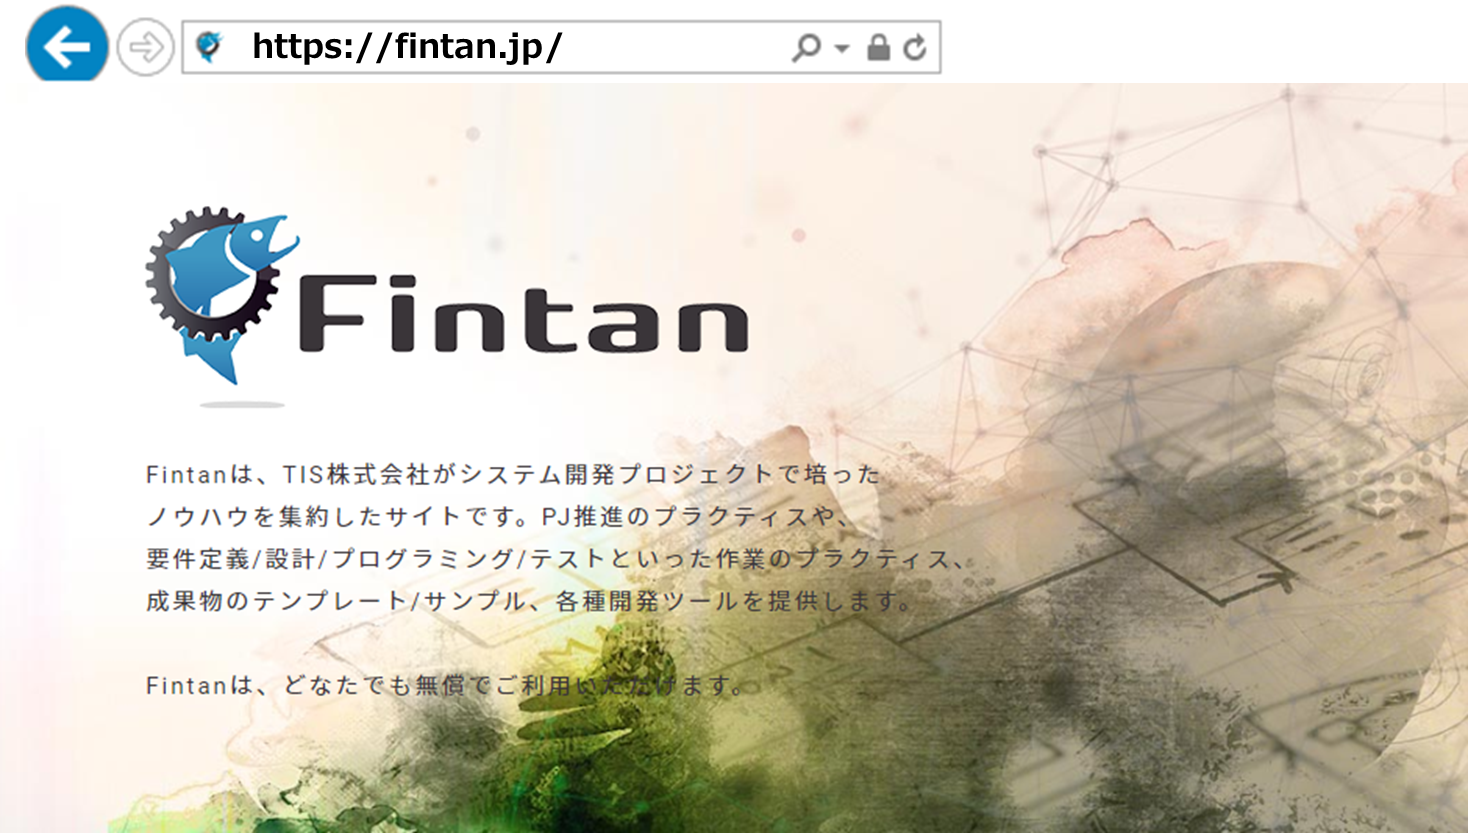 https://fintan.jp/
Fintan
Fintanは、TIS株式会社がシステム開発プロジェクトで培った
ノウハウを集約したサイトです。PJ推進のプラクティスや、
要件定義/設計/プログラミング/テストといった作業のプラクティス、
成果物のテンプレート/サンプル、各種開発ツールを提供します。
Fintanは、どなたでも無償でご利用いただけます。